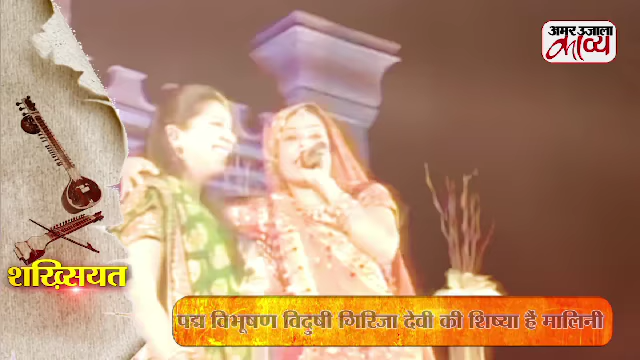 अमर उजाला
काव्य
शख़्सियत
पद्म विभूषण विदुषी गिरिजा देवी की शिष्या हैं मालिनी